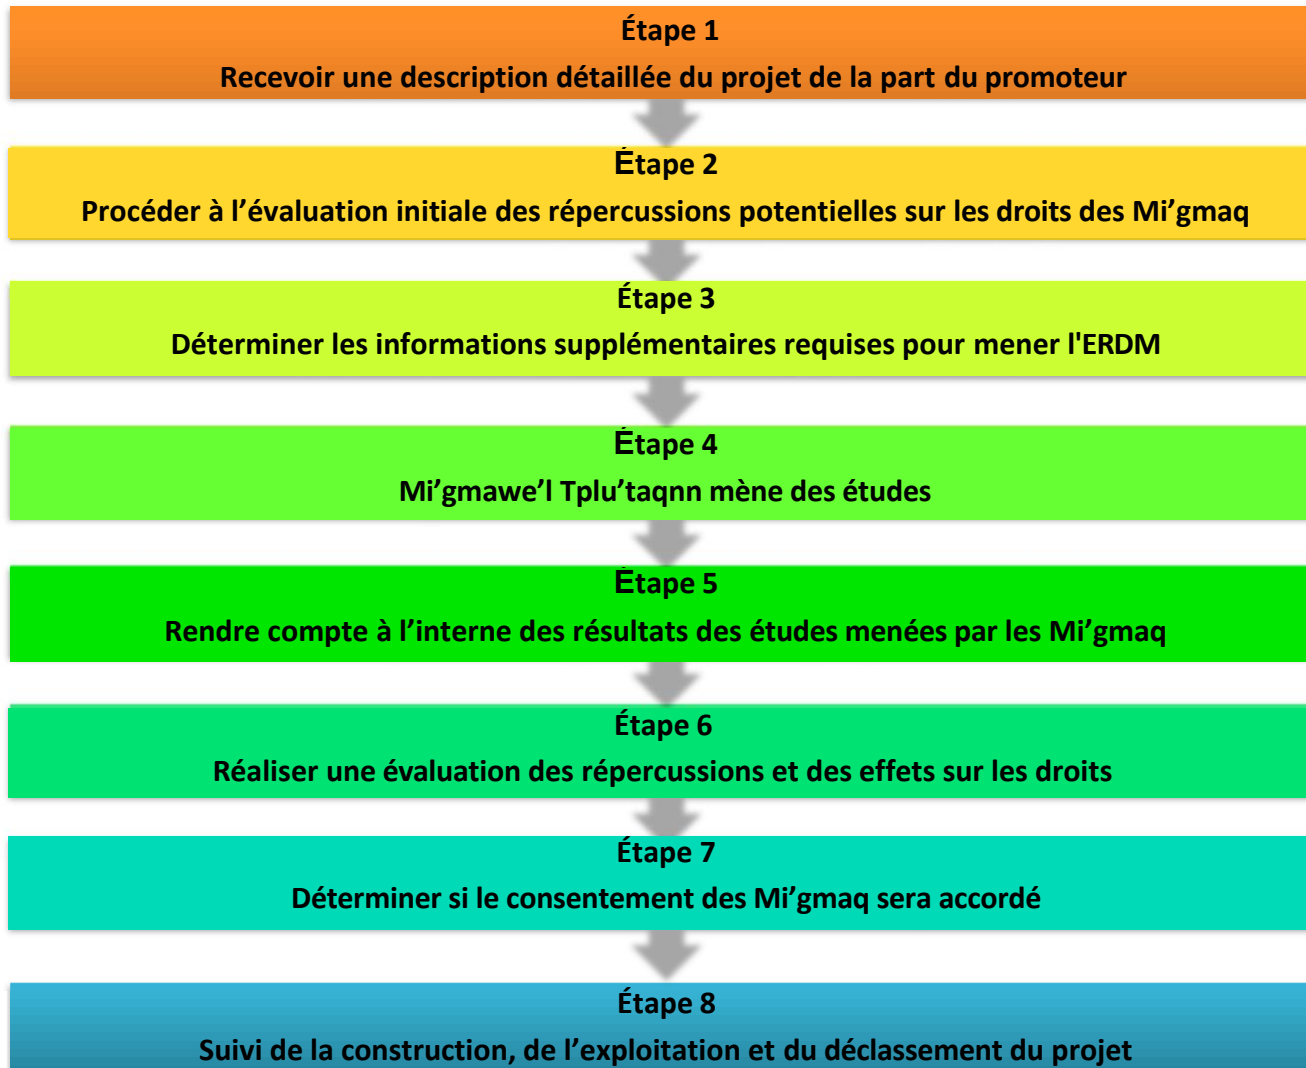 Étape 1
Recevoir une description détaillée du projet de la part du promoteur
Étape 2
Procéder à l’évaluation initiale des répercussions potentielles sur les droits des Mi’gmaq
Étape 3
Déterminer les informations supplémentaires requises pour mener l'ERDM
Étape 4
Mi’gmawe’l Tplu’taqnn mène des études
Étape 5
Rendre compte à l’interne des résultats des études menées par les Mi’gmaq
Étape 6
Réaliser une évaluation des répercussions et des effets sur les droits
Étape 7
Déterminer si le consentement des Mi’gmaq sera accordé
Étape 8
Suivi de la construction, de l’exploitation et du déclassement du projet